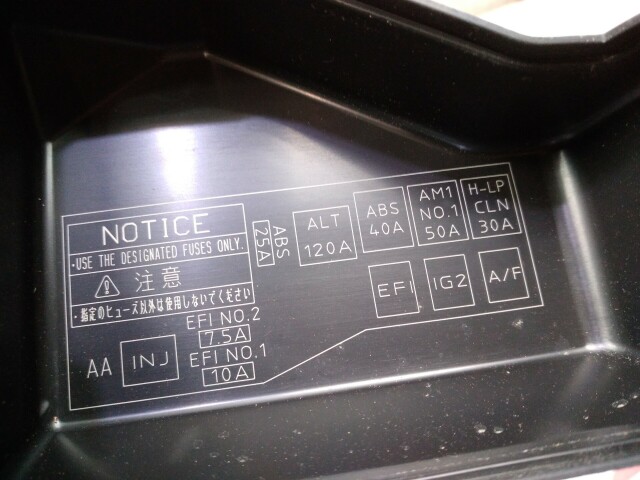 NOTICE
・USE THE DESIGNATED FUSES ONLY.
注意
・指定のヒューズ以外は使用しないでください
ABS
25A
ALT
120A
ABS
40A
AM1
NO.1
50A
H-LP
CLN
30A
EFI
IG2
A/F
EFI NO.2
7.5A
AA
INJ
EFI NO.1
10A